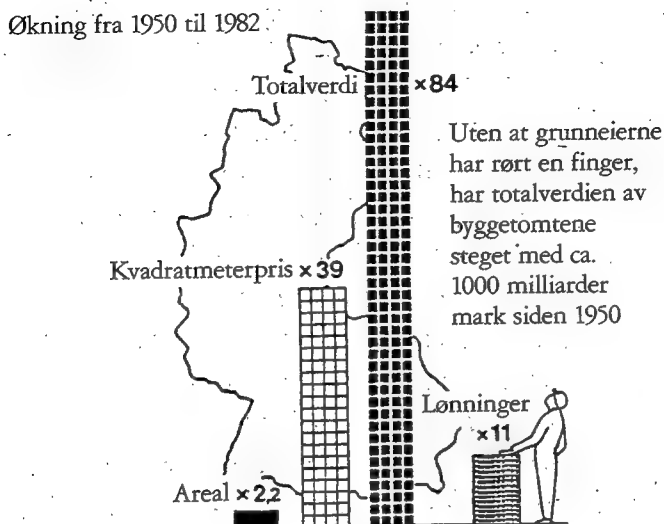 Økning fra 1950 til 1982
Totalverdi ×84
Uten at grunneierne
har rørt en finger,
har totalverdien av
byggetomtene
steget med ca.
1000 milliarder
mark siden 1950
Kvadratmeterpris ×39
Lønninger
×11
Areal ×2,2